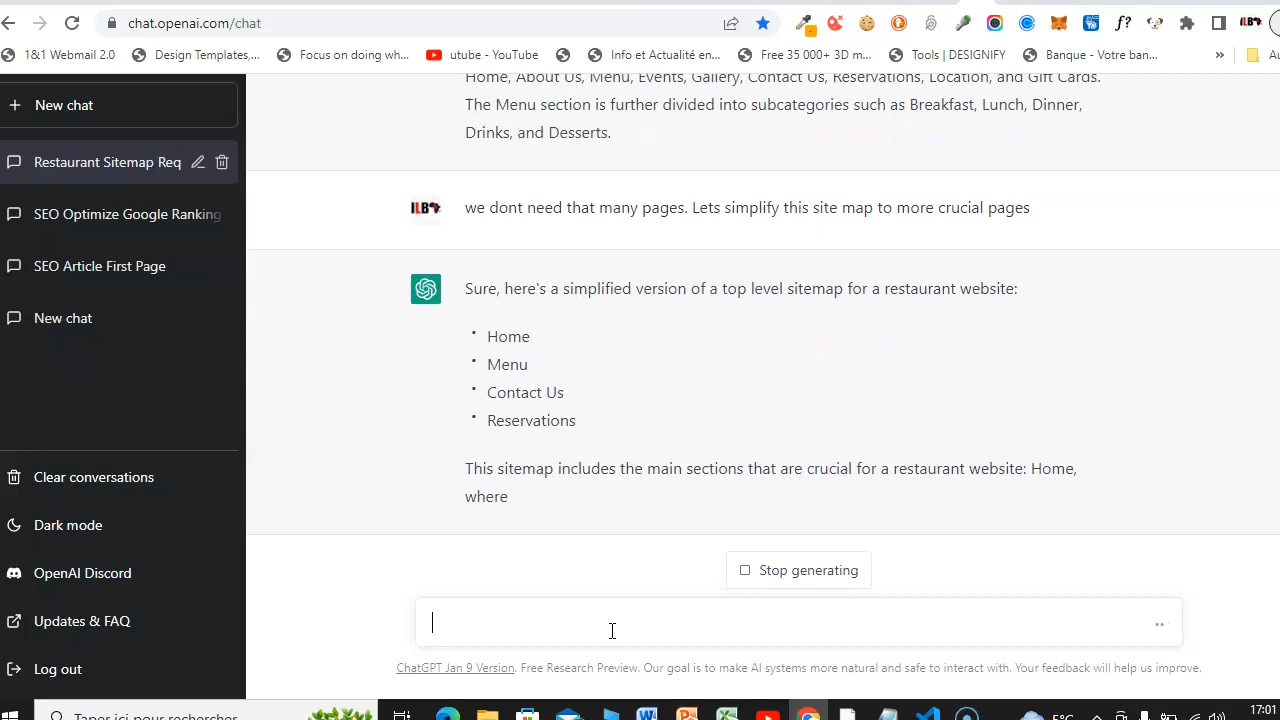 chat.openai.com/chat
1&1 Webmail 2.0
Design Templates,...
Focus on doing wh...
utube - YouTube
Info et Actualité en...
Free 35 000+ 3D m...
Tools | DESIGNIFY
Banque - Votre ban...
»
New chat
Restaurant Sitemap Req
SEO Optimize Google Ranking
SEO Article First Page
New chat
Clear conversations
Dark mode
OpenAI Discord
Updates & FAQ
Log out
Home, About Us, Menu, Events, Gallery, Contact Us, Reservations, Location, and Gift Cards.
The Menu section is further divided into subcategories such as Breakfast, Lunch, Dinner,
Drinks, and Desserts.
ILB
we dont need that many pages. Lets simplify this site map to more crucial pages
Sure, here's a simplified version of a top level sitemap for a restaurant website:
• Home
• Menu
• Contact Us
• Reservations
This sitemap includes the main sections that are crucial for a restaurant website: Home,
where
Stop generating
ChatGPT Jan 9 Version. Free Research Preview. Our goal is to make AI systems more natural and safe to interact with. Your feedback will help us improve.
Taper ici pour rechercher
5°C
17:01